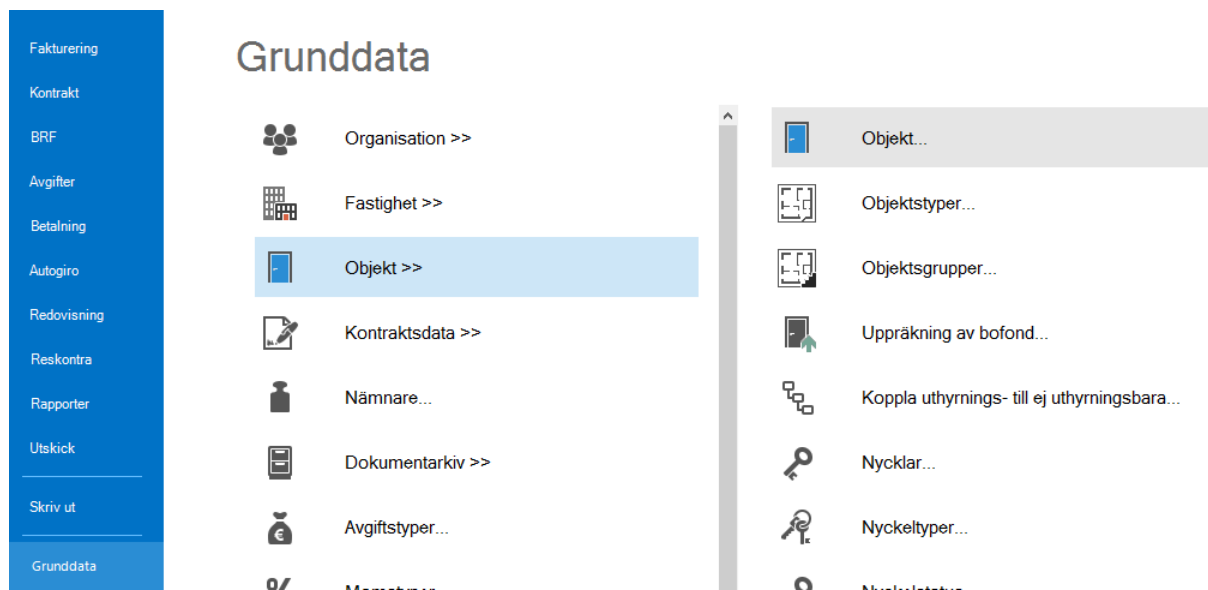 Fakturering
Kontrakt
BRF
Avgifter
Betalning
Autogiro
Redovisning
Reskontra
Rapporter
Utskick
Skriv ut
Grunddata
Grunddata
Organisation >>
Fastighet >>
Objekt >>
Kontraktsdata >>
Nämnare...
Dokumentarkiv >>
Avgiftstyper...
Objekt...
Objektstyper...
Objektsgrupper...
Uppräkning av bofond...
Koppla uthyrnings- till ej uthyrningsbara...
Nycklar...
Nyckeltyper...